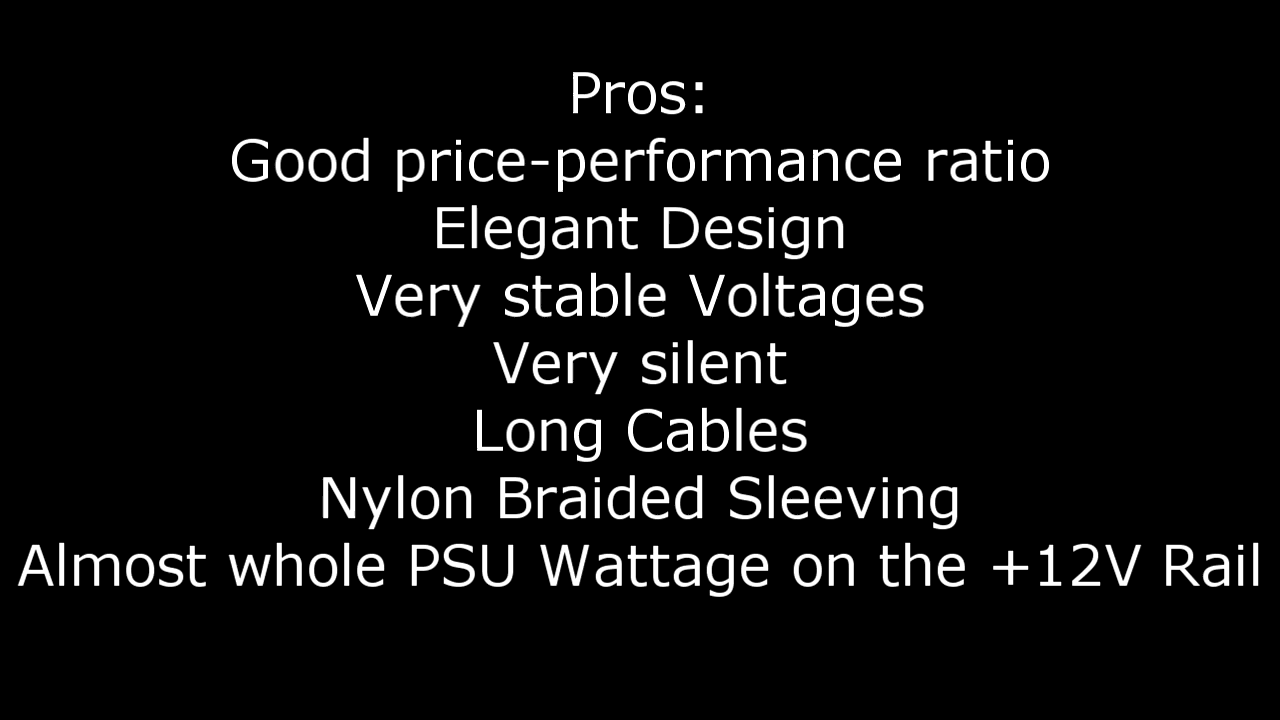 Pros:
Good price-performance ratio
Elegant Design
Very stable Voltages
Very silent
Long Cables
Nylon Braided Sleeving
Almost whole PSU Wattage on the +12V Rail